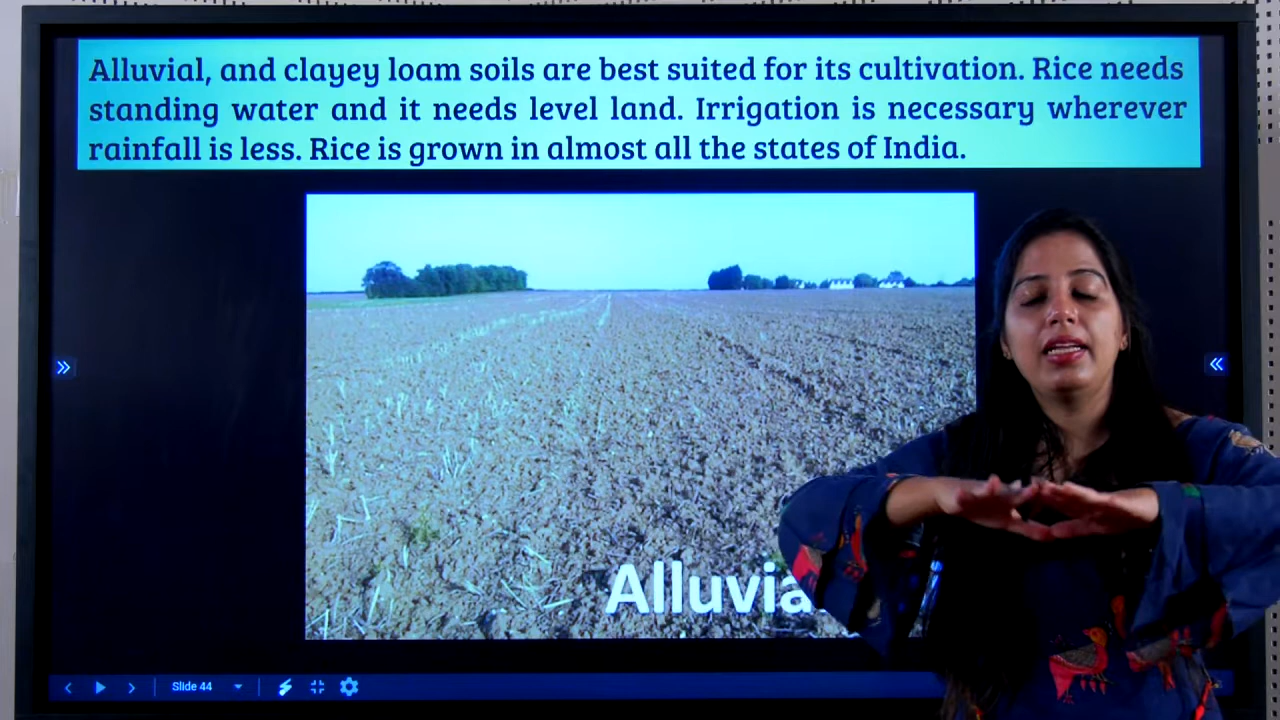 Alluvial, and clayey loam soils are best suited for its cultivation. Rice needs
standing water and it needs level land. Irrigation is necessary wherever
rainfall is less. Rice is grown in almost all the states of India.
Slide 44